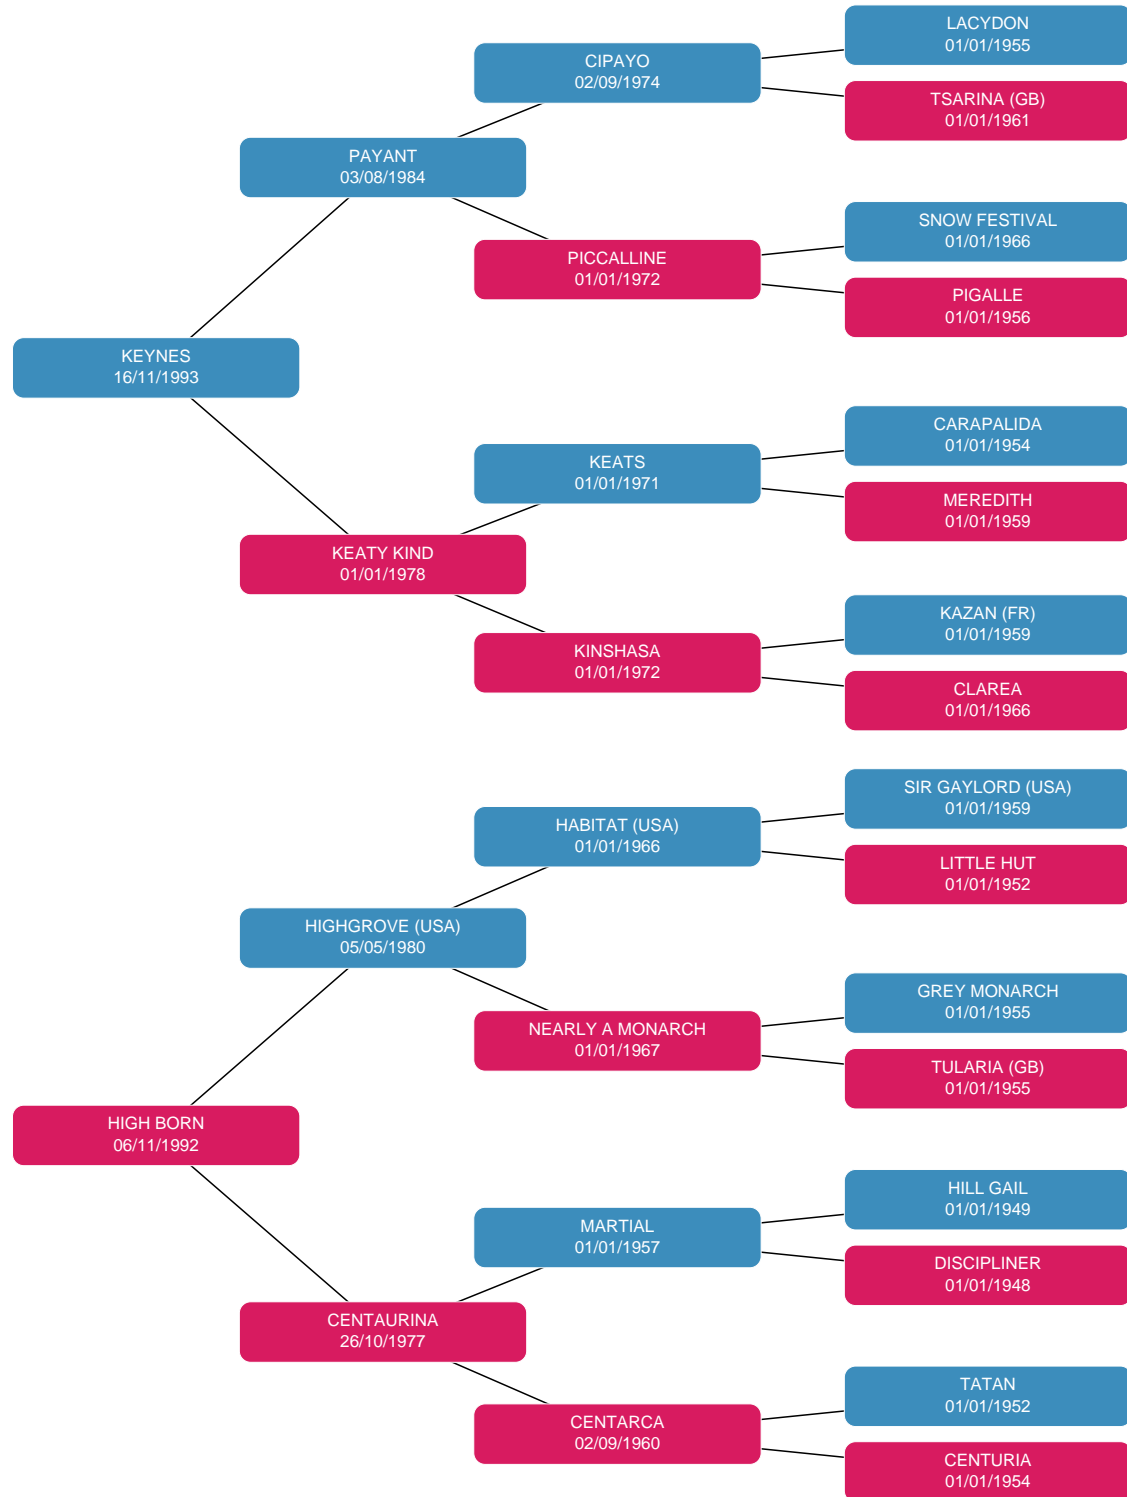 LACYDON
01/01/1955
CIPAYO
02/09/1974
TSARINA (GB)
01/01/1961
PAYANT
03/08/1984
SNOW FESTIVAL
01/01/1966
PICCALLINE
01/01/1972
PIGALLE
01/01/1956
KEYNES
16/11/1993
CARAPALIDA
01/01/1954
KEATS
01/01/1971
MEREDITH
01/01/1959
KEATY KIND
01/01/1978
KAZAN (FR)
01/01/1959
KINSHASA
01/01/1972
CLAREA
01/01/1966
SIR GAYLORD (USA)
01/01/1959
HABITAT (USA)
01/01/1966
LITTLE HUT
01/01/1952
HIGHGROVE (USA)
05/05/1980
GREY MONARCH
01/01/1955
NEARLY A MONARCH
01/01/1967
TULARIA (GB)
01/01/1955
HIGH BORN
06/11/1992
HILL GAIL
01/01/1949
MARTIAL
01/01/1957
DISCIPLINER
01/01/1948
CENTAURINA
26/10/1977
TATAN
01/01/1952
CENTARCA
02/09/1960
CENTURIA
01/01/1954